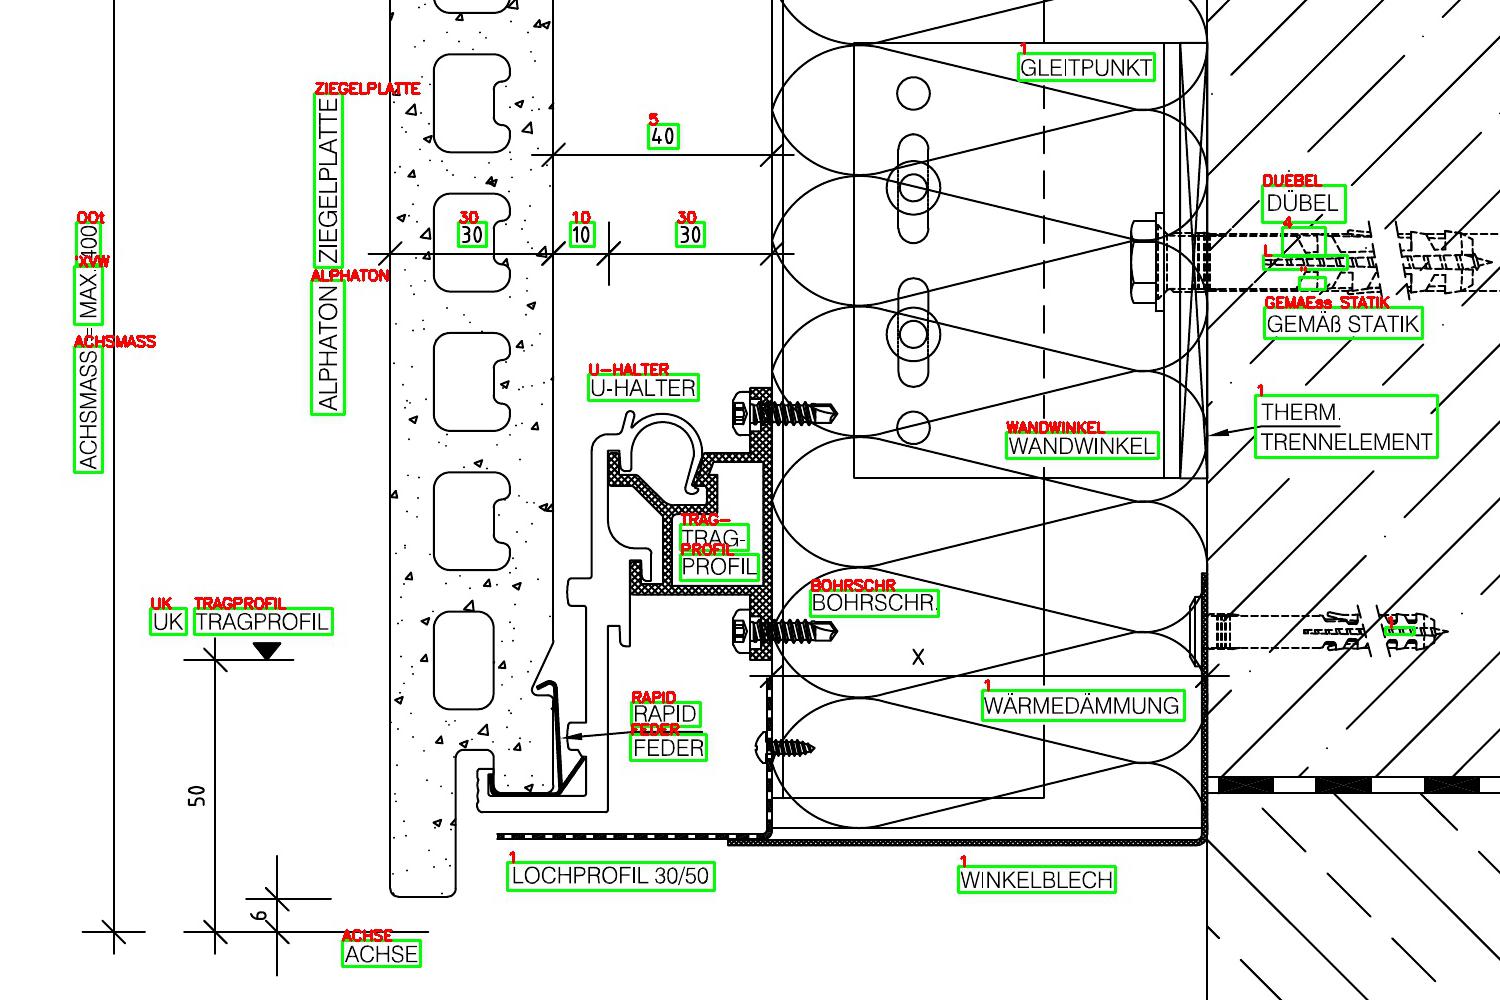 1
GLEITPUNKT
ZIEGELPLATTE
ALPHATON ZIEGELPLATTE
ALPHATON
5
40
DUEBEL
DÜBEL
4
L
"
GEMAEss STATIK
GEMÄß STATIK
OOt
'XVW
ACHSMASS
ACHSMASS = MAX. 400
30
30
10
10
30
30
U-HALTER
U-HALTER
1
THERM.
TRENNELEMENT
WANDWINKEL
WANDWINKEL
TRAG-
TRAG-
PROFIL
PROFIL
BOHRSCHR
BOHRSCHR.
UK TRAGPROFIL
UK TRAGPROFIL
1
X
RAPID
RAPID
FEDER
FEDER
1
WÄRMEDÄMMUNG
50
1
LOCHPROFIL 30/50
1
WINKELBLECH
6
ACHSE
ACHSE